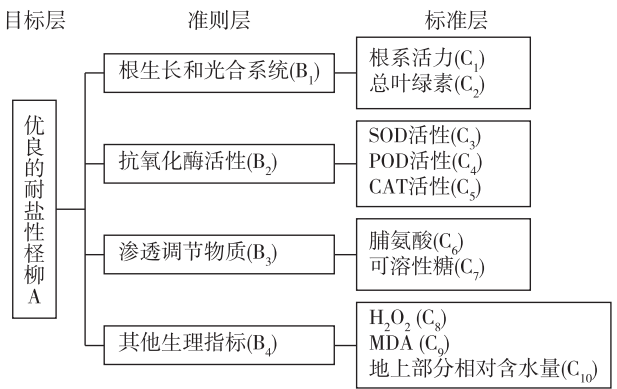 目标层
准则层
标准层
优良的耐盐性柽柳A
根生长和光合系统(B₁)
根系活力(C₁)
总叶绿素(C₂)
抗氧化酶活性(B₂)
SOD活性(C₃)
POD活性(C₄)
CAT活性(C₅)
渗透调节物质(B₃)
脯氨酸(C₆)
可溶性糖(C₇)
其他生理指标(B₄)
H₂O₂ (C₈)
MDA (C₉)
地上部分相对含水量(C₁₀)